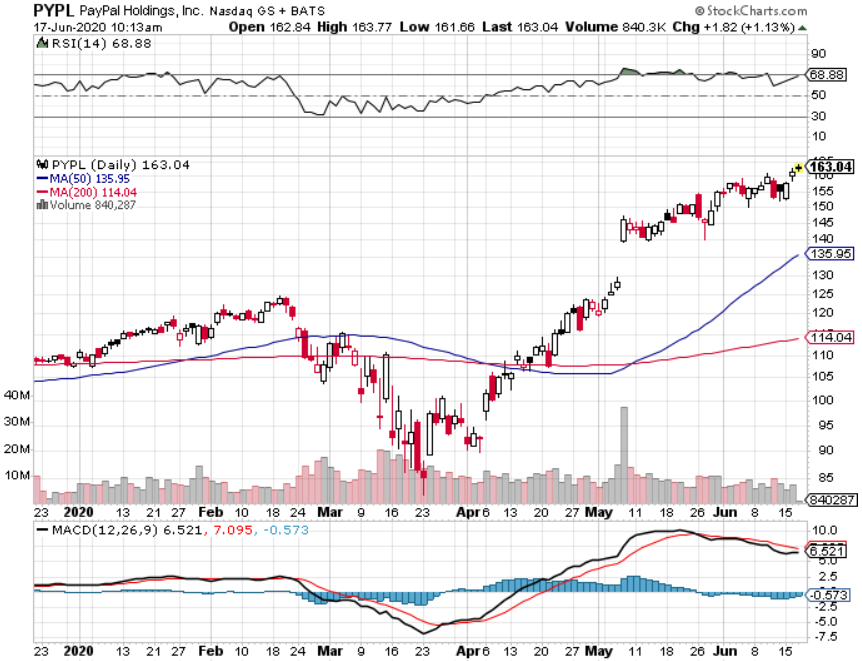 PYPL PayPal Holdings, Inc. Nasdaq GS + BATS © StockCharts.com
17-Jun-2020 10:13am Open 162.84 High 163.77 Low 161.66 Last 163.04 Volume 840.3K Chg +1.82 (+1.13%)
RSI(14) 68.88
90
68.88
50
30
10
PYPL (Daily) 163.04
MA(50) 135.95
MA(200) 114.04
Volume 840,287
163.04
160
155
150
145
140
135.95
130
125
120
114.04
110
105
100
95
90
85
40M
30M
20M
10M
840287
23 2020 13 21 27 Feb 10 18 24 Mar 9 16 23 Apr 6 13 20 27 May 11 18 26 Jun 8 15
MACD(12,26,9) 6.521, 7.095, -0.573
10.0
6.521
5.0
2.5
-0.573
-2.5
-5.0
-7.5
23 2020 13 21 27 Feb 10 18 24 Mar 9 16 23 Apr 6 13 20 27 May 11 18 26 Jun 8 15